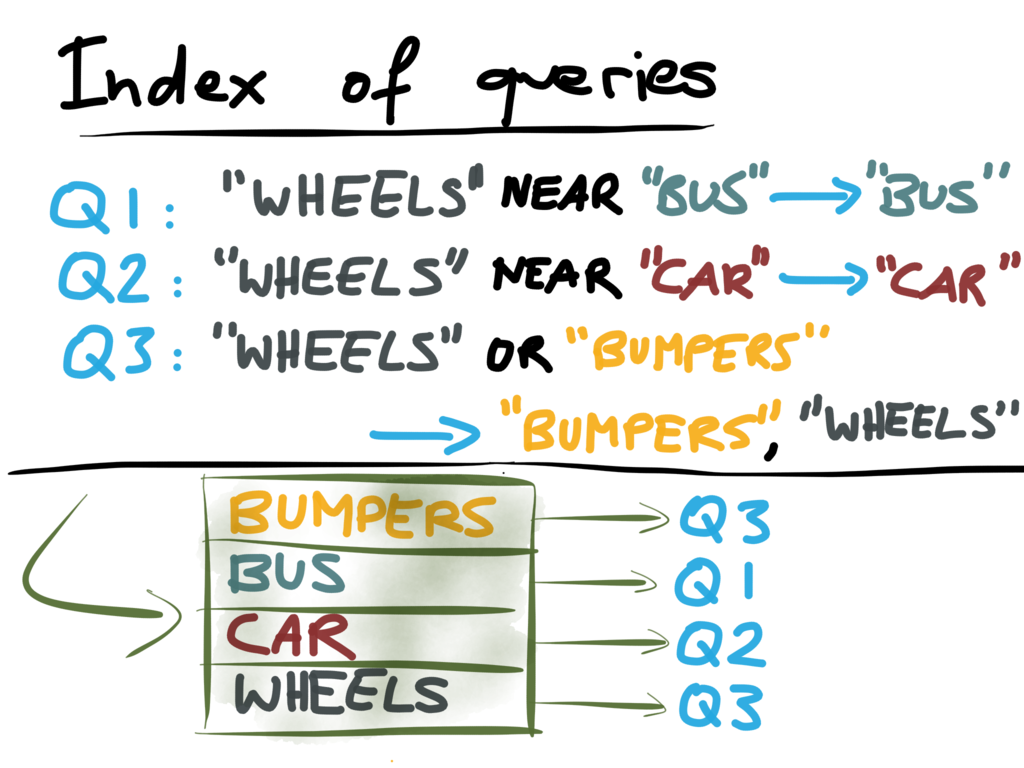 Index of queries
Q1: "WHEELS" NEAR "BUS" → "BUS"
Q2: "WHEELS" NEAR "CAR" → "CAR"
Q3: "WHEELS" OR "BUMPERS"
→ "BUMPERS", "WHEELS"
BUMPERS → Q3
BUS → Q1
CAR → Q2
WHEELS → Q3